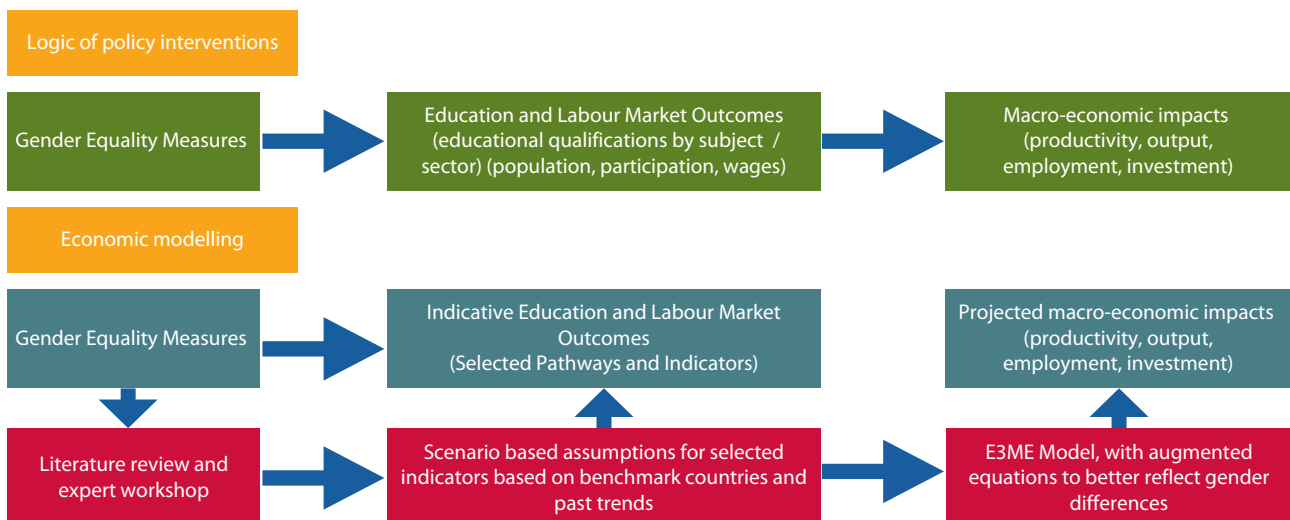 Logic of policy interventions
Gender Equality Measures
Education and Labour Market Outcomes
(educational qualifications by subject /
sector) (population, participation, wages)
Macro-economic impacts
(productivity, output,
employment, investment)
Economic modelling
Gender Equality Measures
Indicative Education and Labour Market
Outcomes
(Selected Pathways and Indicators)
Projected macro-economic impacts
(productivity, output,
employment, investment)
Literature review and
expert workshop
Scenario based assumptions for selected
indicators based on benchmark countries and
past trends
E3ME Model, with augmented
equations to better reflect gender
differences